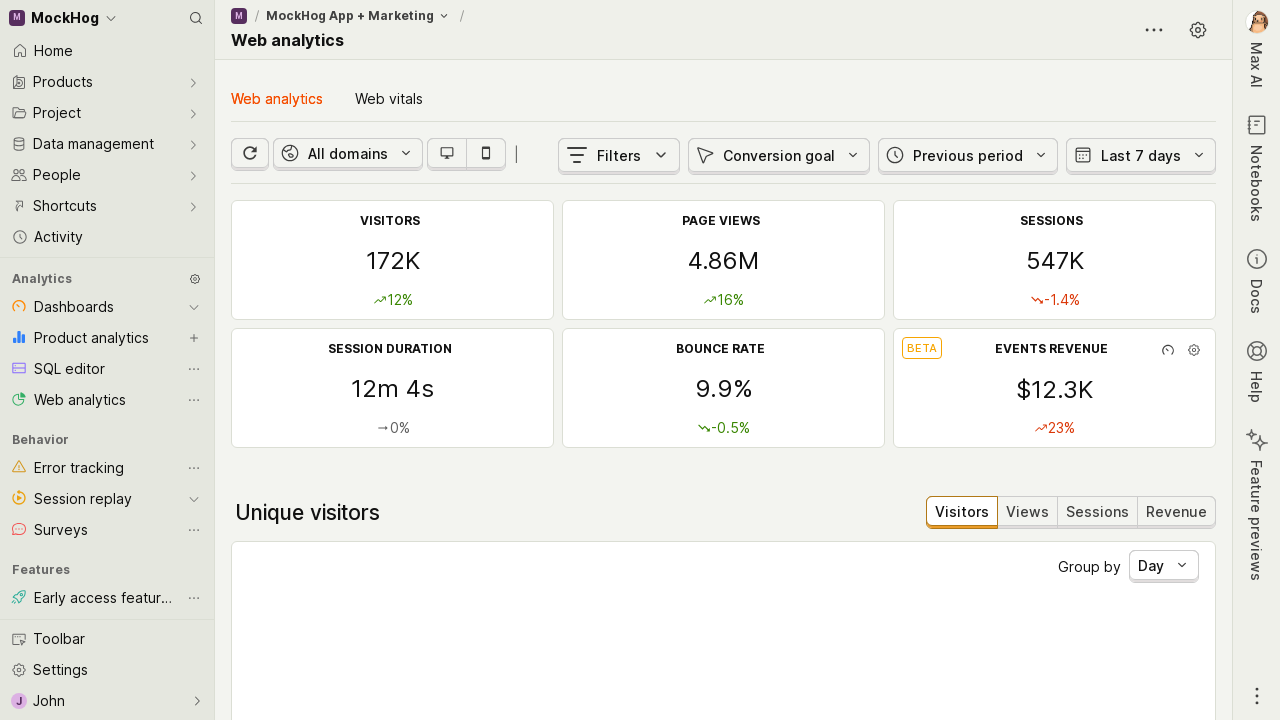 M MockHog
Home
Products
Project
Data management
People
Shortcuts
Activity
Analytics
Dashboards
Product analytics
SQL editor
Web analytics
Behavior
Error tracking
Session replay
Surveys
Features
Early access featur...
Toolbar
Settings
J John
M / MockHog App + Marketing /
Web analytics
Web analytics Web vitals
All domains Filters Conversion goal Previous period Last 7 days
VISITORS
172K
12%
PAGE VIEWS
4.86M
16%
SESSIONS
547K
-1.4%
SESSION DURATION
12m 4s
0%
BOUNCE RATE
9.9%
-0.5%
BETA EVENTS REVENUE
$12.3K
23%
Unique visitors
Visitors Views Sessions Revenue
Group by Day
Max AI
Notebooks
Docs
Help
Feature previews